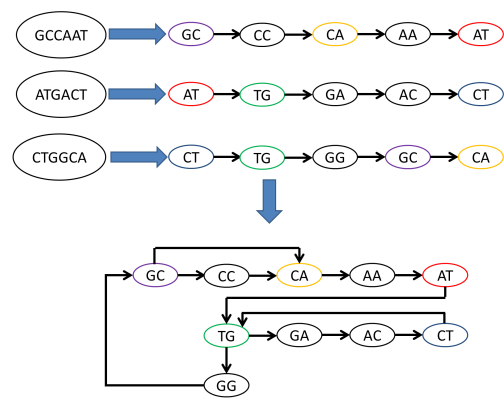 GCCAAT GC CC CA AA AT
ATGACT AT TG GA AC CT
CTGGCA CT TG GG GC CA
GC CC CA AA AT
TG GA AC CT
GG